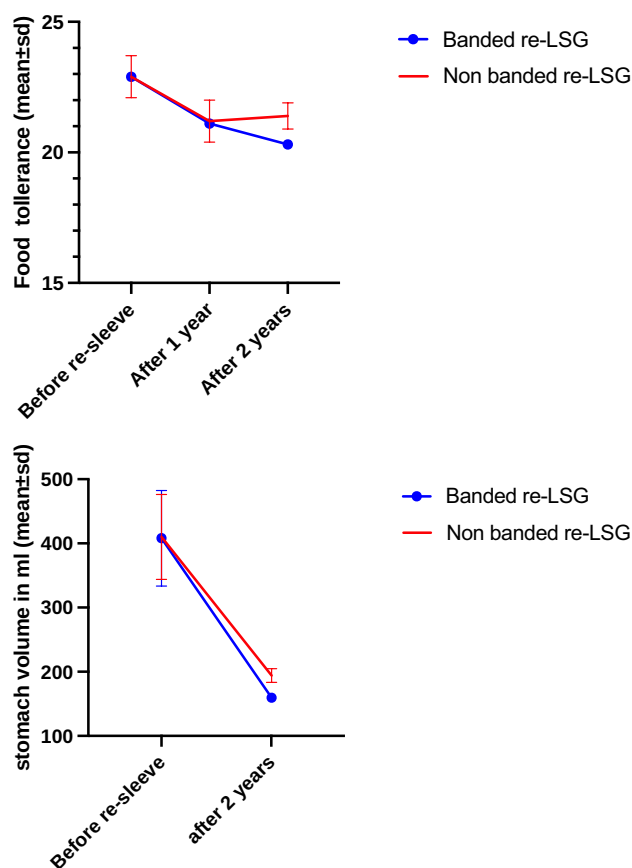 Food tollerance (mean±sd)
25
20
15
Before re-sleeve
After 1 year
After 2 years
Banded re-LSG
Non banded re-LSG
stomach volume in ml (mean±sd)
500
400
300
200
100
Before re-sleeve
after 2 years
Banded re-LSG
Non banded re-LSG